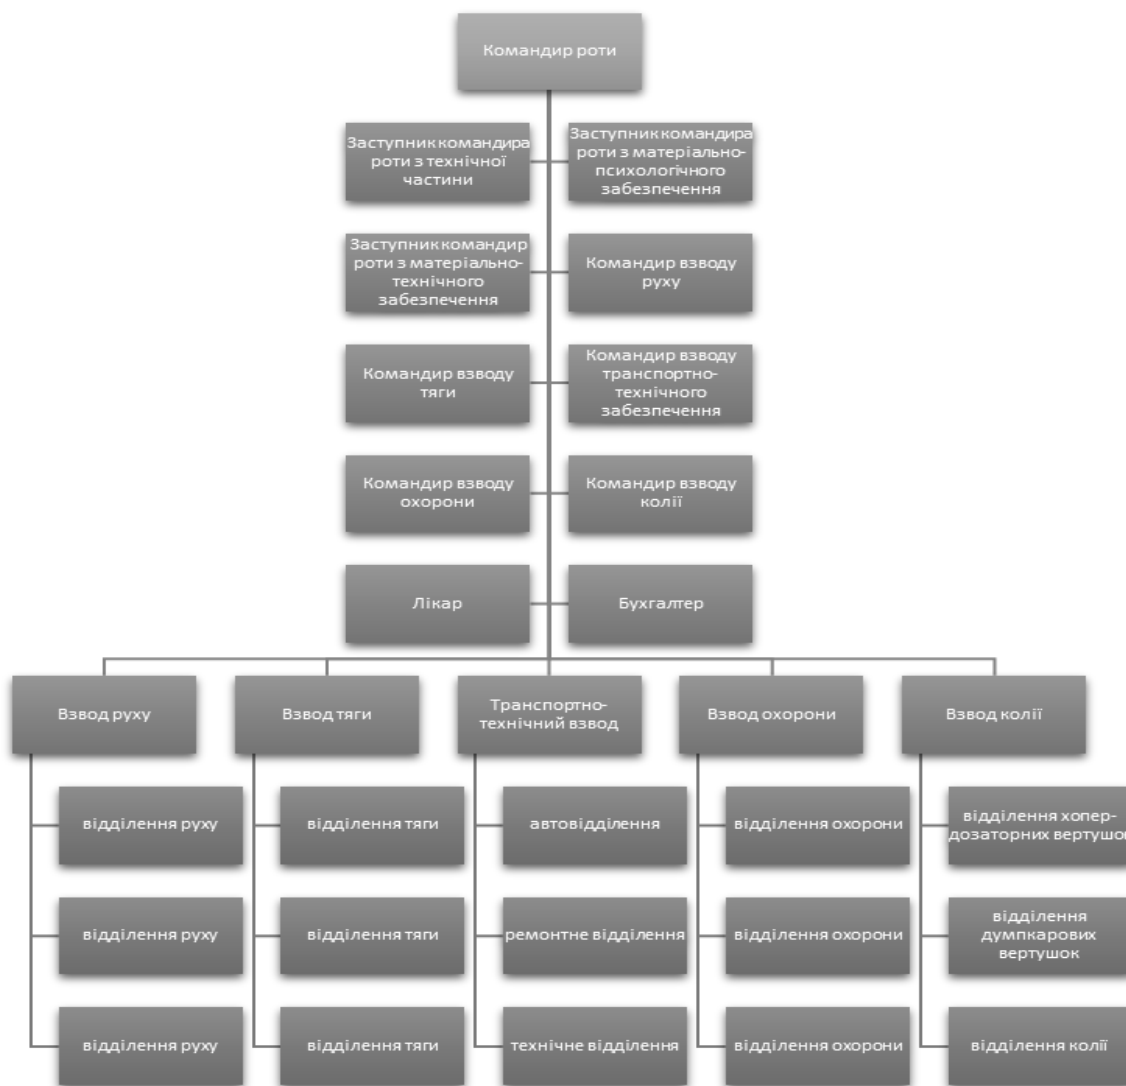 Командир роти
Заступник командира
роти з технічної
частини
Заступник командира
роти з матеріально-
психологічного
забезпечення
Заступник командир
роти з матеріально-
технічного
забезпечення
Командир взводу
руху
Командир взводу
тяги
Командир взводу
транспортно-
технічного
забезпечення
Командир взводу
охорони
Командир взводу
колії
Лікар
Бухгалтер
Взвод руху
Взвод тяги
Транспортно-
технічний взвод
Взвод охорони
Взвод колії
відділення руху
відділення тяги
автовідділення
відділення охорони
відділення хопер-
дозаторних вертушок
відділення руху
відділення тяги
ремонтне відділення
відділення охорони
відділення
думпкарових
вертушок
відділення руху
відділення тяги
технічне відділення
відділення охорони
відділення колії